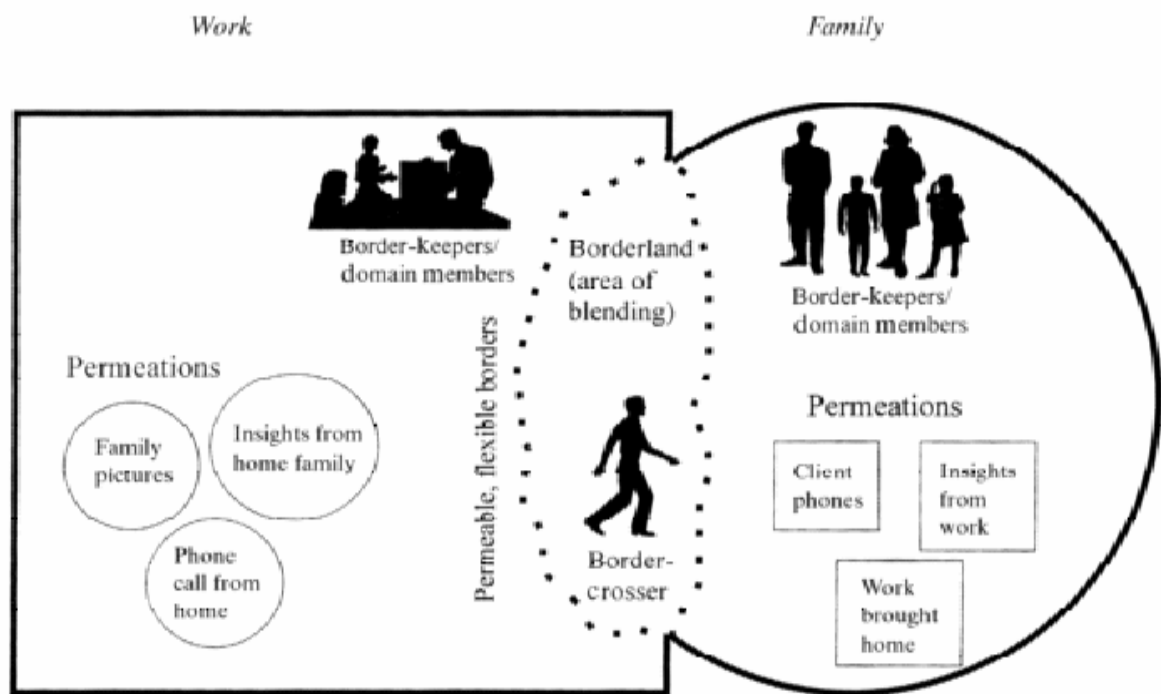 Work
Family
Border-keepers/
domain members
Borderland
(area of
blending)
Border-keepers/
domain members
Permeable, flexible borders
Permeations
Family
pictures
Insights from
home family
Phone
call from
home
Border-
crosser
Permeations
Client
phones
Insights
from
work
Work
brought
home